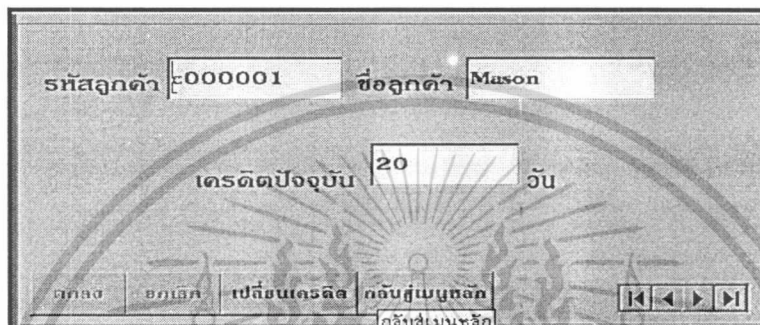 รหัสลูกค้า c000001 ชื่อลูกค้า Mason
เครดิตปัจจุบัน 20 วัน
ตกลง ยกเลิก เปลี่ยนเครดิต กลับสู่เมนูหลัก
กลับสู่เมนูหลัก